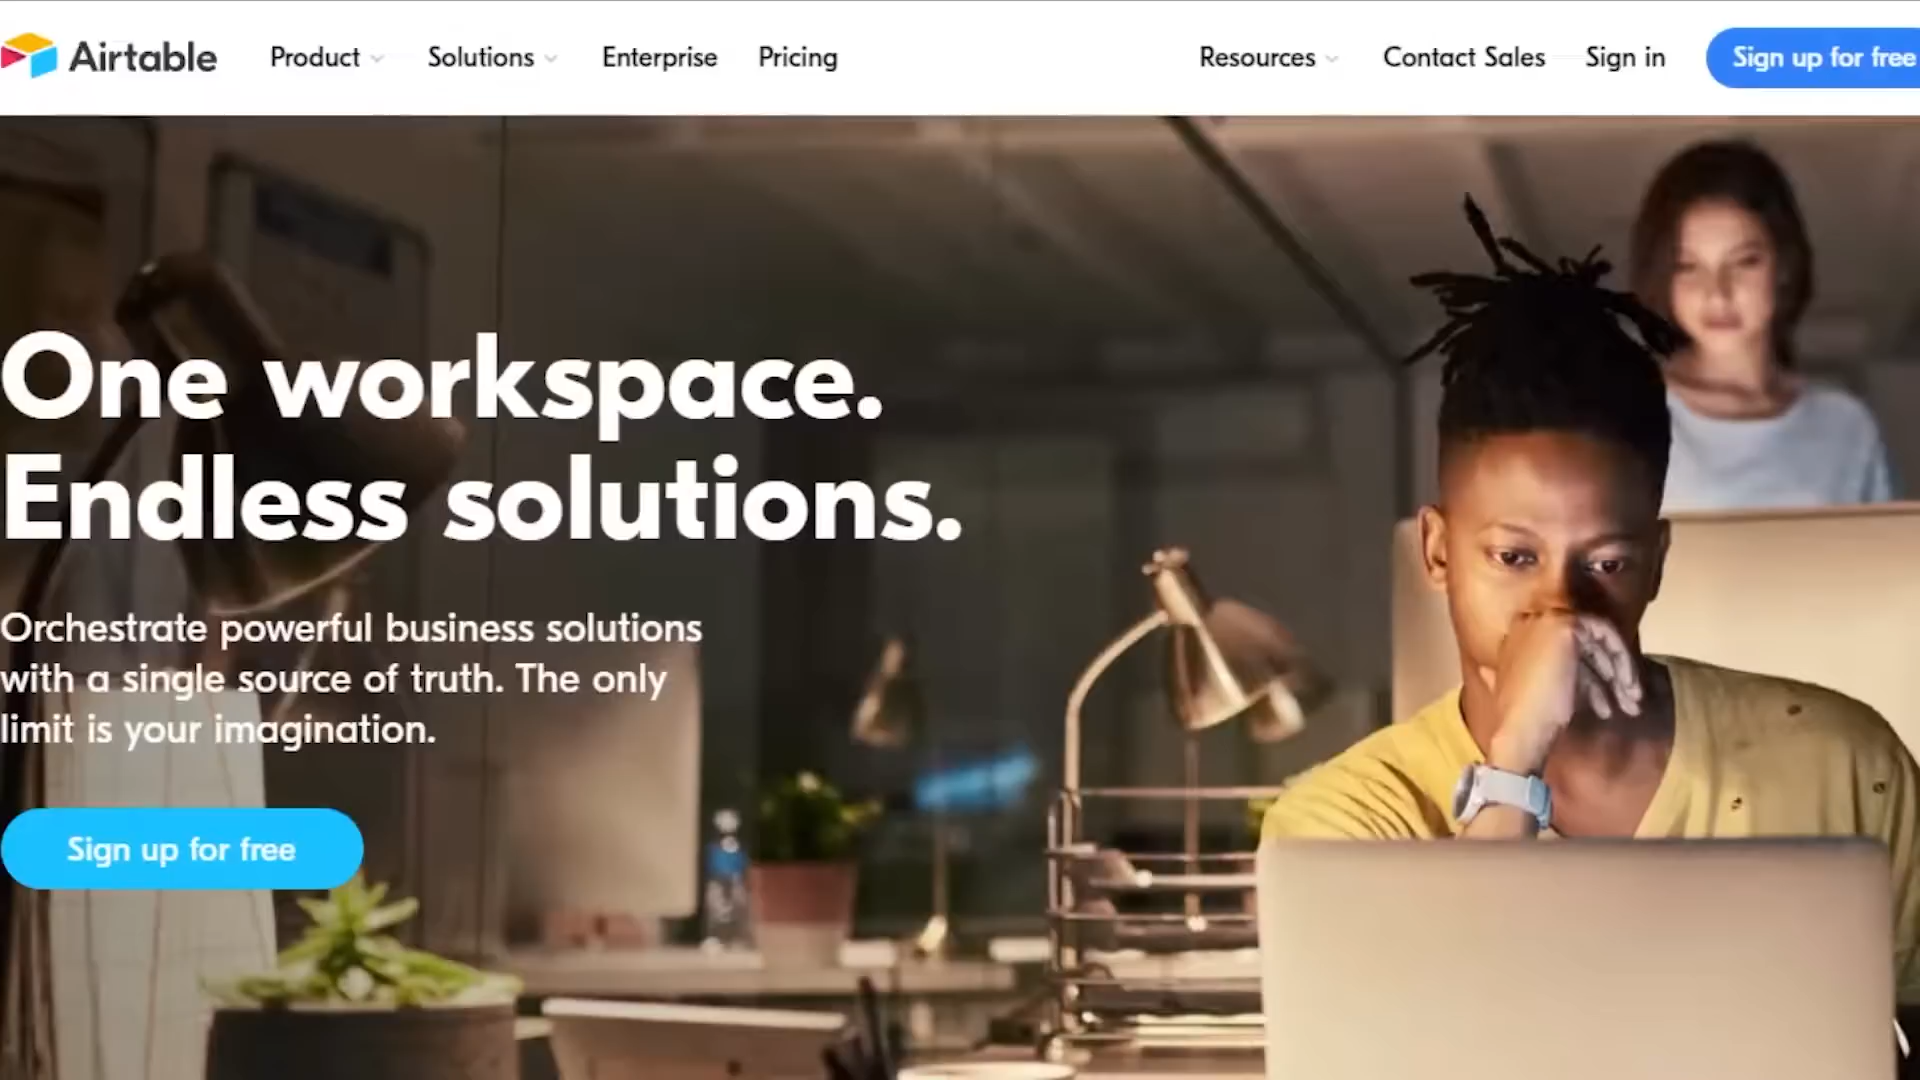 Airtable
Product
Solutions
Enterprise
Pricing
Resources
Contact Sales
Sign in
Sign up for free
One workspace.
Endless solutions.
Orchestrate powerful business solutions
with a single source of truth. The only
limit is your imagination.
Sign up for free